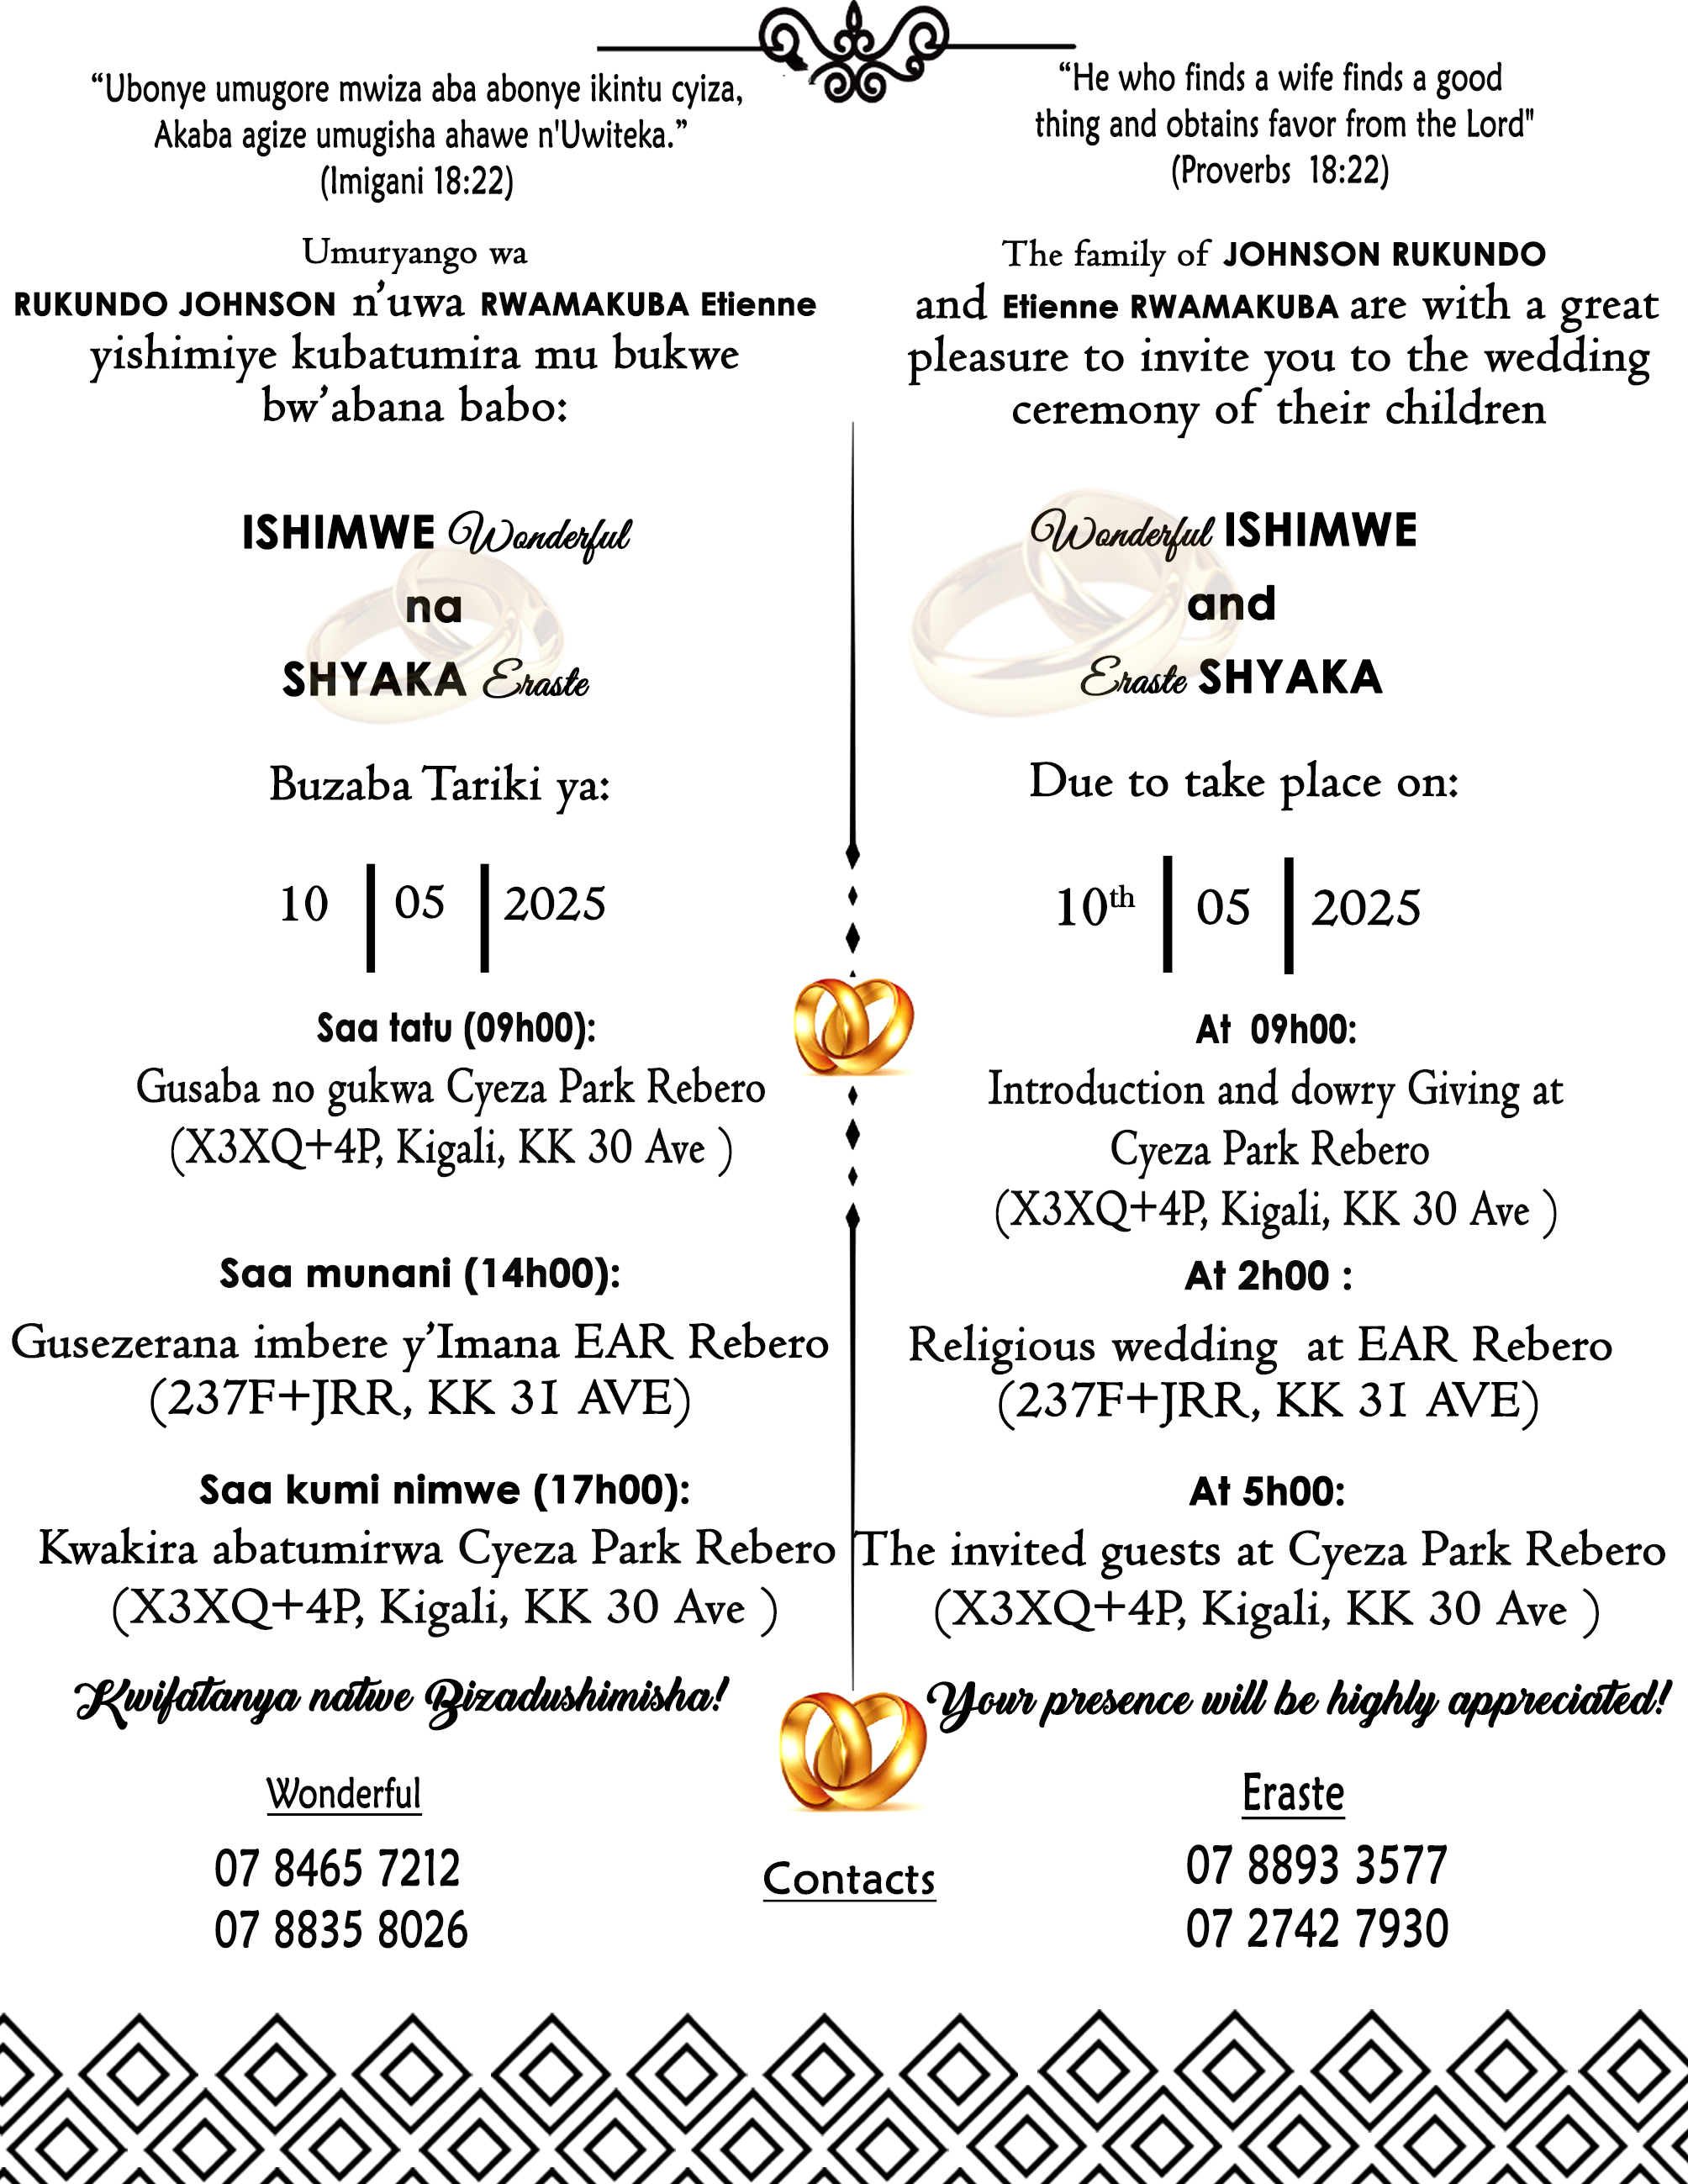 “Ubonye umugore mwiza aba abonye ikintu cyiza,
Akaba agize umugisha ahawe n'Uwiteka.”
(Imigani 18:22)
Umuryango wa
RUKUNDO JOHNSON n’uwa RWAMAKUBA Etienne
yishimiye kubatumira mu bukwe
bw’abana babo:
ISHIMWE Wonderful
na
SHYAKA Eraste
Buzaba Tariki ya:
10 | 05 | 2025
Saa tatu (09h00):
Gusaba no gukwa Cyeza Park Rebero
(X3XQ+4P, Kigali, KK 30 Ave )
Saa munani (14h00):
Gusezerana imbere y’Imana EAR Rebero
(237F+JRR, KK 31 AVE)
Saa kumi nimwe (17h00):
Kwakira abatumirwa Cyeza Park Rebero
(X3XQ+4P, Kigali, KK 30 Ave )
Kwifatanya natwe Bizadushimisha!
Wonderful
07 8465 7212
07 8835 8026
“He who finds a wife finds a good
thing and obtains favor from the Lord"
(Proverbs 18:22)
The family of JOHNSON RUKUNDO
and Etienne RWAMAKUBA are with a great
pleasure to invite you to the wedding
ceremony of their children
Wonderful ISHIMWE
and
Eraste SHYAKA
Due to take place on:
10th | 05 | 2025
At 09h00:
Introduction and dowry Giving at
Cyeza Park Rebero
(X3XQ+4P, Kigali, KK 30 Ave )
At 2h00 :
Religious wedding at EAR Rebero
(237F+JRR, KK 31 AVE)
At 5h00:
The invited guests at Cyeza Park Rebero
(X3XQ+4P, Kigali, KK 30 Ave )
Your presence will be highly appreciated!
Eraste
07 8893 3577
07 2742 7930
Contacts